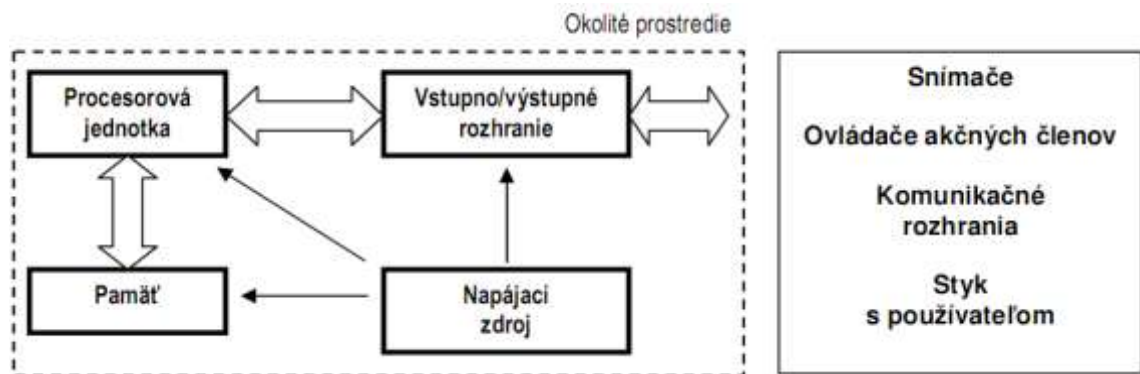 Okolité prostredie
Procesorová
jednotka
Vstupno/výstupné
rozhranie
Pamäť
Napájací
zdroj
Snímače
Ovládače akčných členov
Komunikačné
rozhrania
Styk
s používateľom